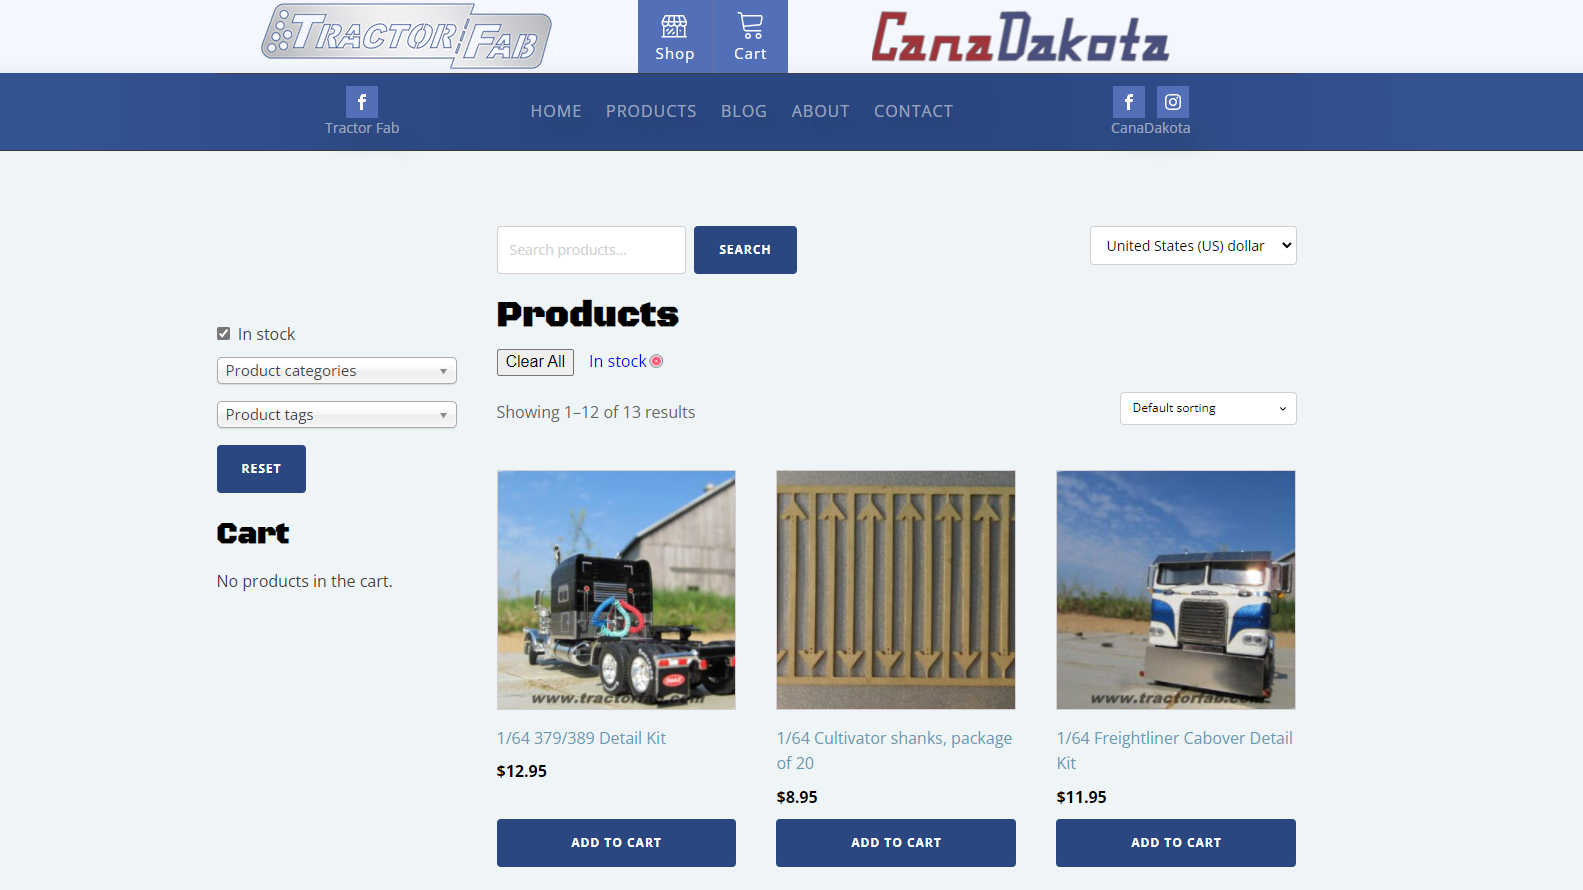 TRACTOR FAB
Shop
Cart
CanaDakota
Tractor Fab
HOME
PRODUCTS
BLOG
ABOUT
CONTACT
CanaDakota
Search products...
SEARCH
United States (US) dollar
Products
In stock
Clear All
In stock
Product categories
Showing 1–12 of 13 results
Default sorting
Product tags
RESET
Cart
No products in the cart.
www.tractorfab.com
www.tractorfab.com
1/64 379/389 Detail Kit
$12.95
ADD TO CART
1/64 Cultivator shanks, package
of 20
$8.95
ADD TO CART
1/64 Freightliner Cabover Detail
Kit
$11.95
ADD TO CART